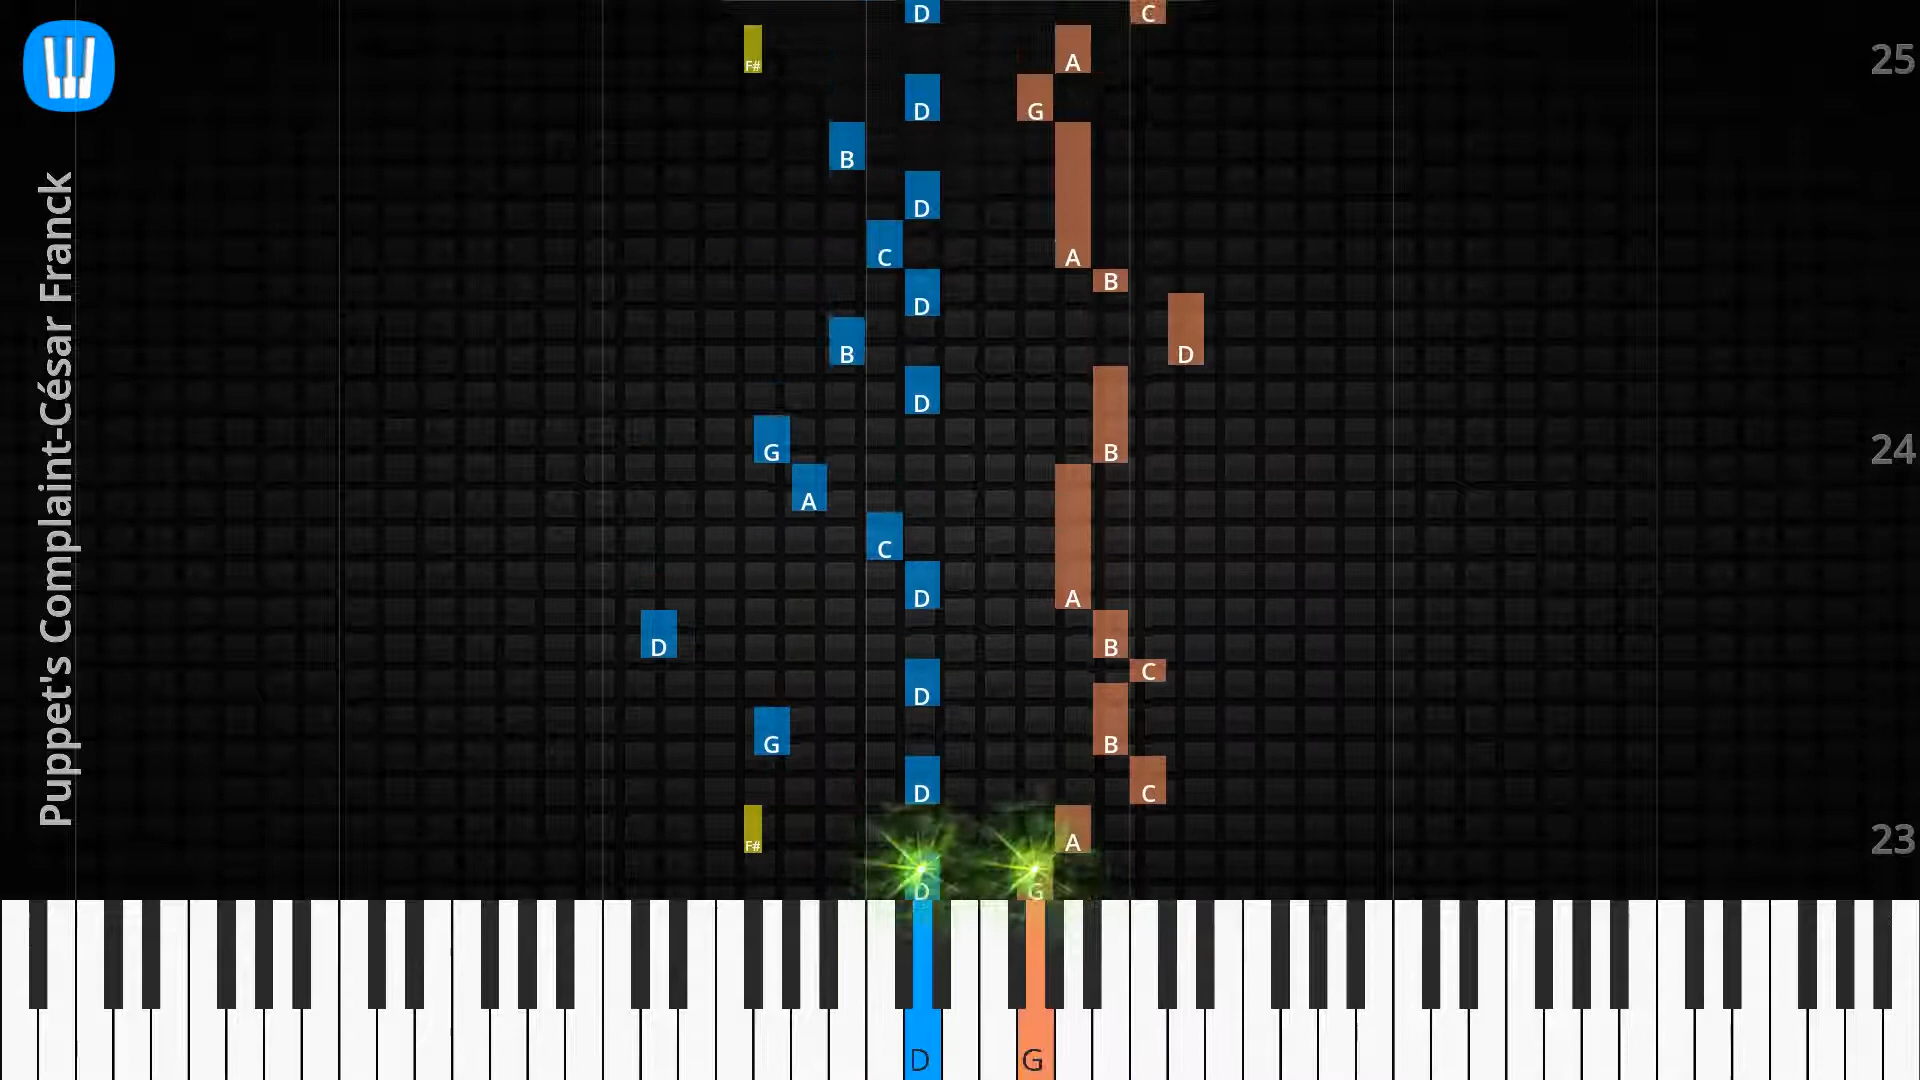 D C
F# A 25
D G
B
D
C A
B
D
B D
D
G B 24
A
C
D A
D B
C
D
G B
D C
F# A 23
D G
D G
Puppet's Complaint-César Franck